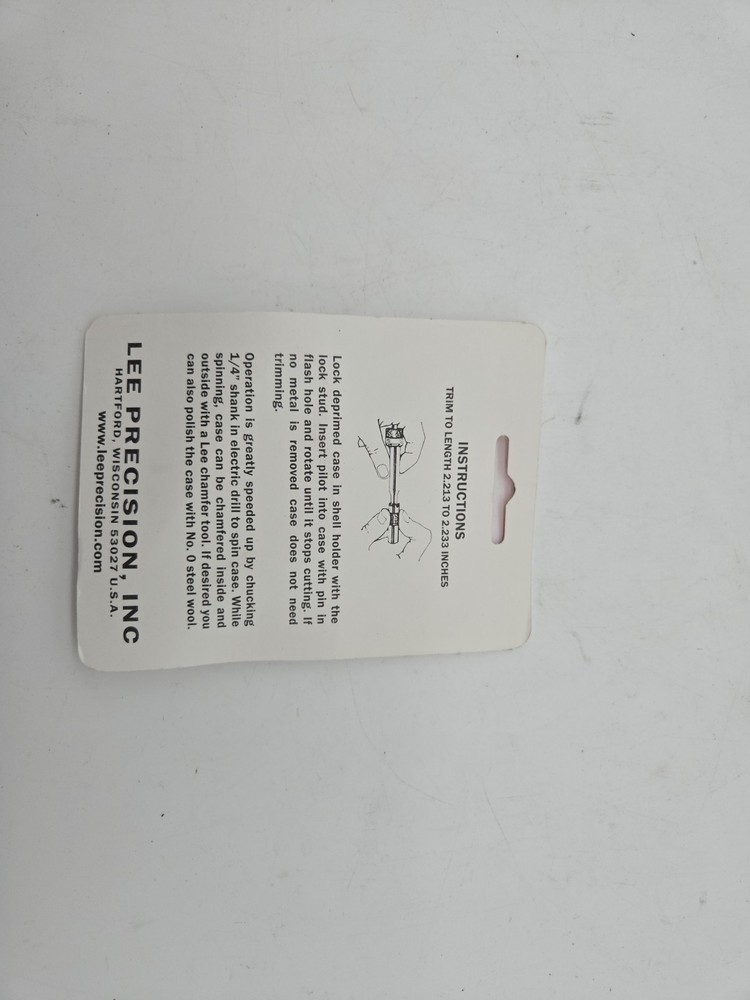 INSTRUCTIONS
TRIM TO LENGTH 2.213 TO 2.233 INCHES
Lock deprimed case in shell holder with the
lock stud. Insert pilot into case with pin in
flash hole and rotate until it stops cutting. If
no metal is removed case does not need
trimming.
Operation is greatly speeded up by chucking
1/4" shank in electric drill to spin case. While
spinning, case can be chamfered inside and
outside with a Lee chamfer tool. If desired you
can also polish the case with No. 0 steel wool.
LEE PRECISION, INC
HARTFORD, WISCONSIN 53027 U.S.A.
www.leeprecision.com